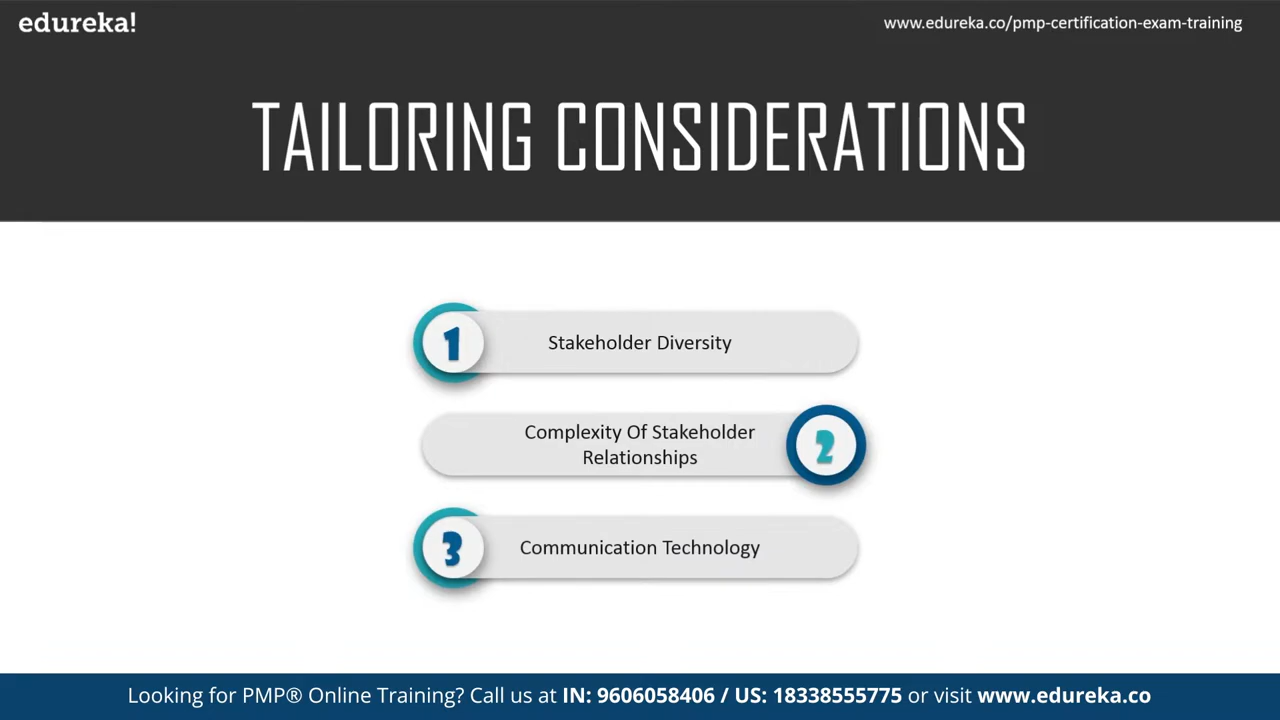 edureka!
www.edureka.co/pmp-certification-exam-training
TAILORING CONSIDERATIONS
1
Stakeholder Diversity
Complexity Of Stakeholder
Relationships
2
3
Communication Technology
Looking for PMP® Online Training? Call us at IN: 9606058406 / US: 18338555775 or visit www.edureka.co